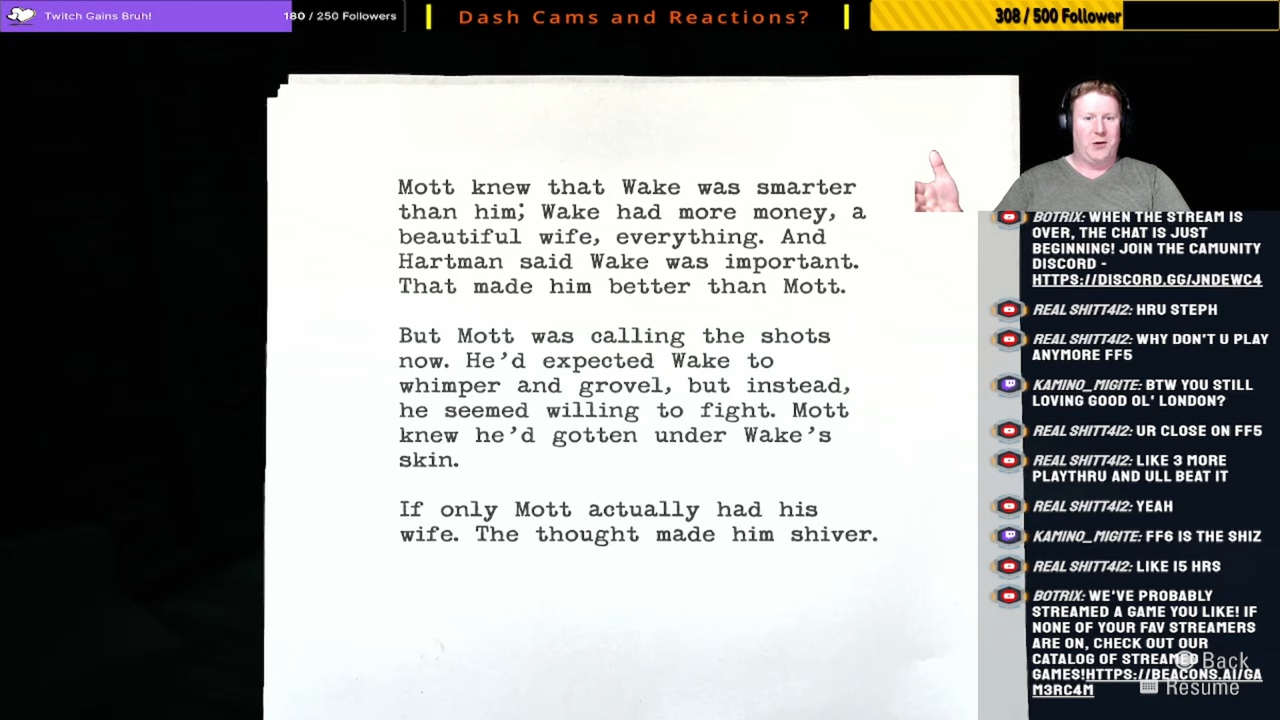 Twitch Gains Bruh!
180 / 250 Followers
Dash Cams and Reactions?
308 / 500 Follower
Mott knew that Wake was smarter
than him; Wake had more money, a
beautiful wife, everything. And
Hartman said Wake was important.
That made him better than Mott.
But Mott was calling the shots
now. He'd expected Wake to
whimper and grovel, but instead,
he seemed willing to fight. Mott
knew he'd gotten under Wake's
skin.
If only Mott actually had his
wife. The thought made him shiver.
BOTRIX: WHEN THE STREAM IS
OVER, THE CHAT IS JUST
BEGINNING! JOIN THE CAMUNITY
DISCORD -
HTTPS://DISCORD.GG/JNDEWC4
REAL SHITT412: HRU STEPH
REAL SHITT412: WHY DON'T U PLAY
ANYMORE FF5
KAMINO_MIGITE: BTW YOU STILL
LOVING GOOD OL' LONDON?
REAL SHITT412: UR CLOSE ON FF5
REAL SHITT412: LIKE 3 MORE
PLAYTHRU AND ULL BEAT IT
REAL SHITT412: YEAH
KAMINO_MIGITE: FF6 IS THE SHIZ
REAL SHITT412: LIKE 15 HRS
BOTRIX: WE'VE PROBABLY
STREAMED A GAME YOU LIKE! IF
NONE OF YOUR FAV STREAMERS
ARE ON, CHECK OUT OUR
CATALOG OF STREAMED
GAMES!HTTPS://BEACONS.AI/GA
M3RC4M
Back
Resume